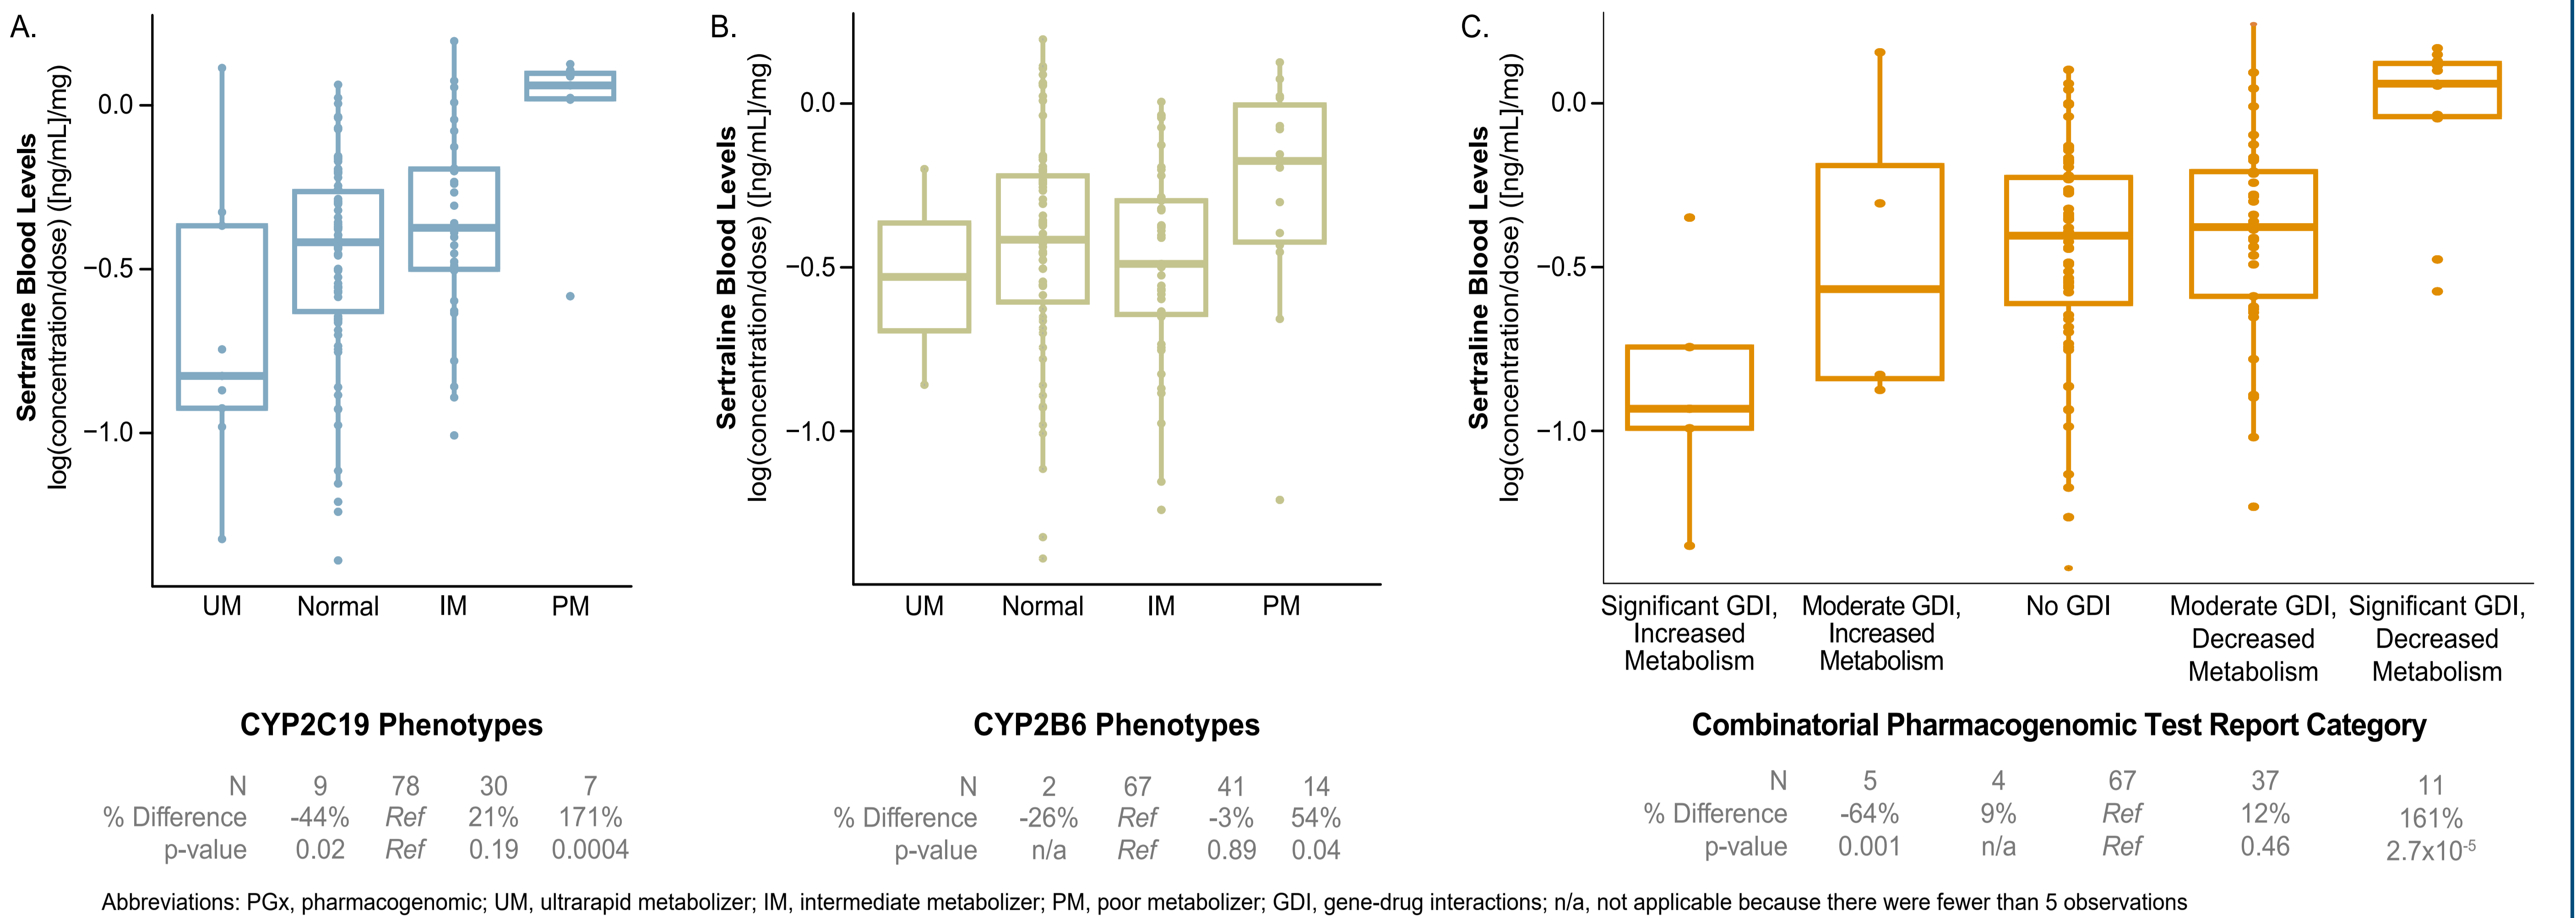 A.
Sertraline Blood Levels
log(concentration/dose) ([ng/mL]/mg)
0.0
−0.5
−1.0
UM Normal IM PM
CYP2C19 Phenotypes
N 9 78 30 7
% Difference -44% Ref 21% 171%
p-value 0.02 Ref 0.19 0.0004
B.
Sertraline Blood Levels
log(concentration/dose) ([ng/mL]/mg)
0.0
−0.5
−1.0
UM Normal IM PM
CYP2B6 Phenotypes
N 2 67 41 14
% Difference -26% Ref -3% 54%
p-value n/a Ref 0.89 0.04
C.
Sertraline Blood Levels
log(concentration/dose) ([ng/mL]/mg)
0.0
−0.5
−1.0
Significant GDI, Moderate GDI, No GDI Moderate GDI, Significant GDI,
Increased Increased Decreased Decreased
Metabolism Metabolism Metabolism Metabolism
Combinatorial Pharmacogenomic Test Report Category
N 5 4 67 37 11
% Difference -64% 9% Ref 12% 161%
p-value 0.001 n/a Ref 0.46 2.7x10⁻⁵
Abbreviations: PGx, pharmacogenomic; UM, ultrarapid metabolizer; IM, intermediate metabolizer; PM, poor metabolizer; GDI, gene-drug interactions; n/a, not applicable because there were fewer than 5 observations